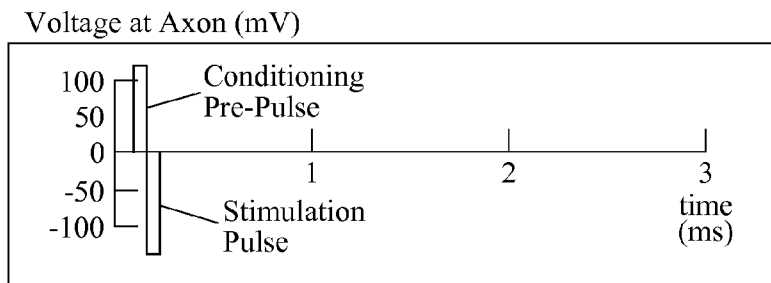 Voltage at Axon (mV)
100
50
0
-50
-100
Conditioning
Pre-Pulse
Stimulation
Pulse
1
2
3
time
(ms)